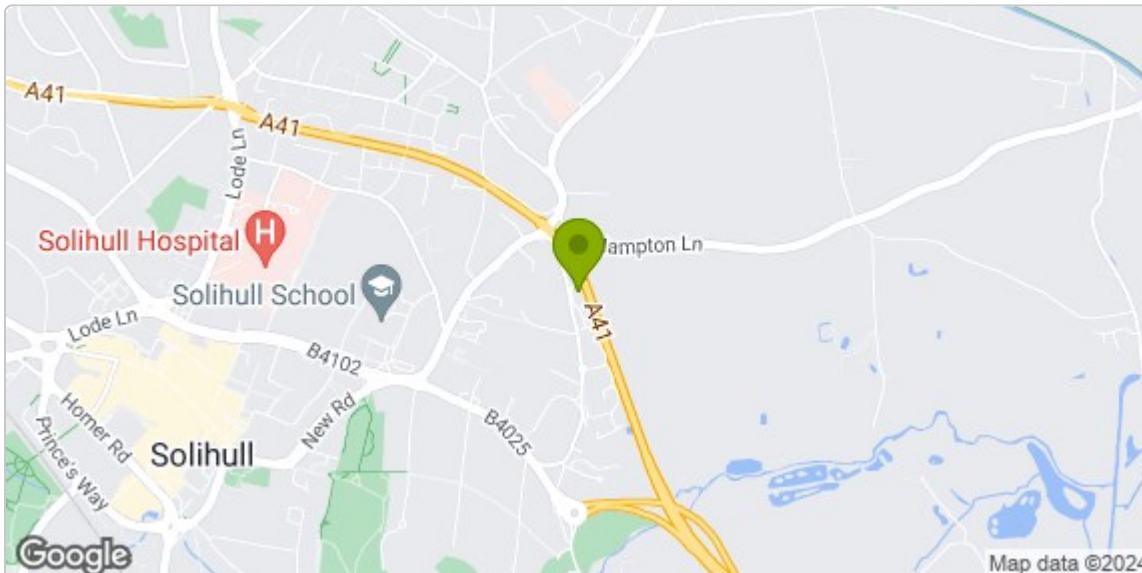 A41
A41
Lode Ln
Solihull Hospital
H
Hampton Ln
Solihull School
A41
Lode Ln
B4102
Homer Rd
New Rd
B4025
Prince's Way
Solihull
Google
Map data ©2024